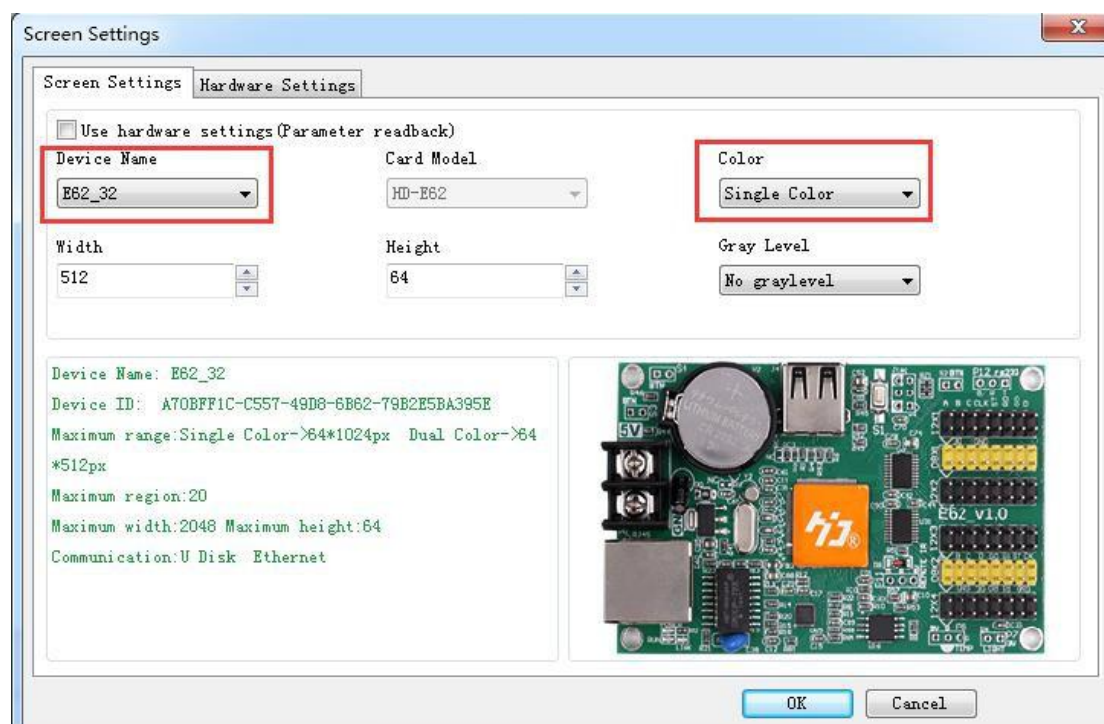 Screen Settings
Screen Settings Hardware Settings
Use hardware settings(Parameter readback)
Device Name Card Model Color
E62_32 HD-E62 Single Color
Width Height Gray Level
512 64 No graylevel
Device Name: E62_32
Device ID: A70BFF1C-C557-49D8-6B62-79B2E5BA395E
Maximum range:Single Color->64*1024px Dual Color->64
*512px
Maximum region:20
Maximum width:2048 Maximum height:64
Communication:U Disk Ethernet
5V
S1
E62_V1.0
OK Cancel